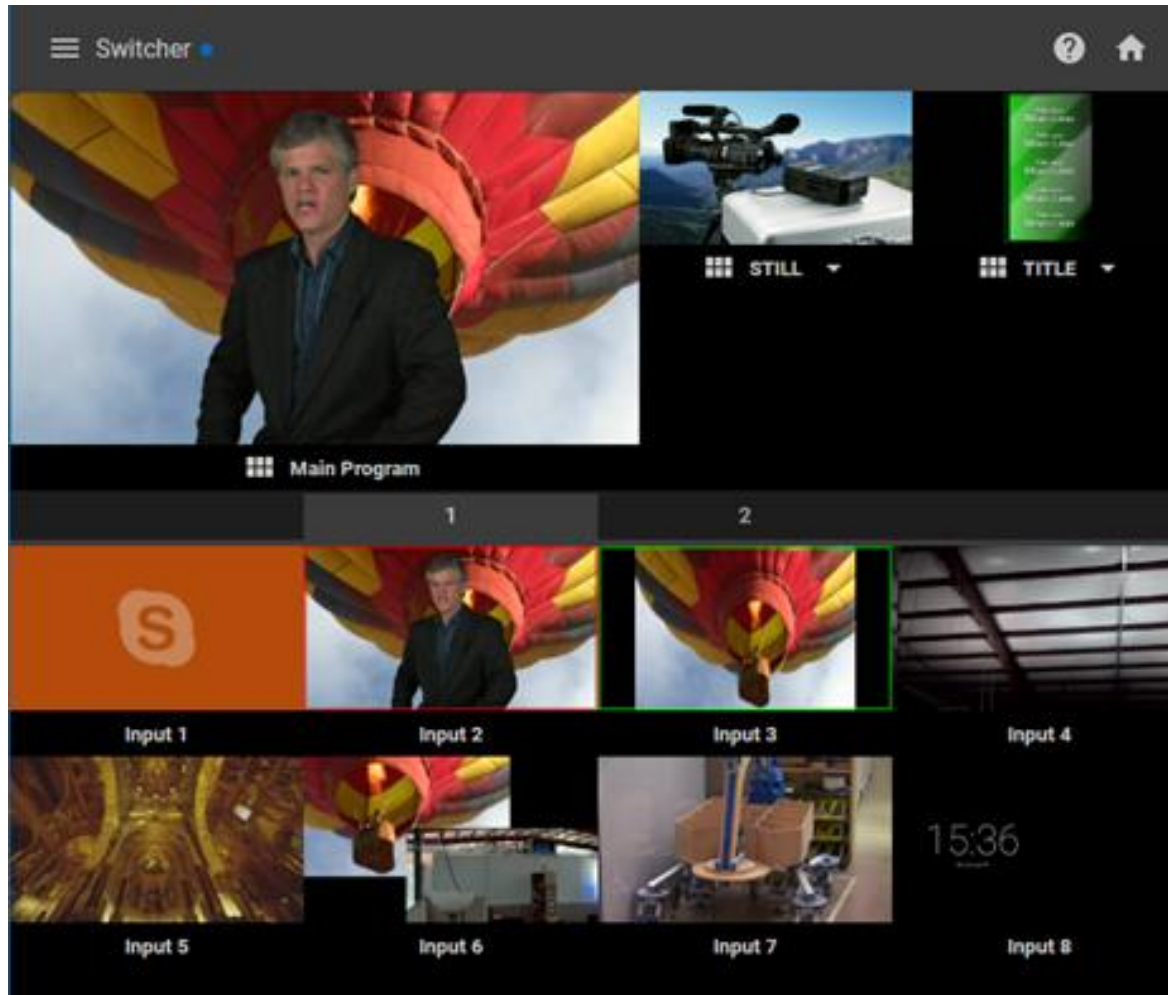 Switcher
STILL
TITLE
Main Program
1
2
S
Input 1
Input 2
Input 3
Input 4
Input 5
Input 6
Input 7
15:36
Input 8